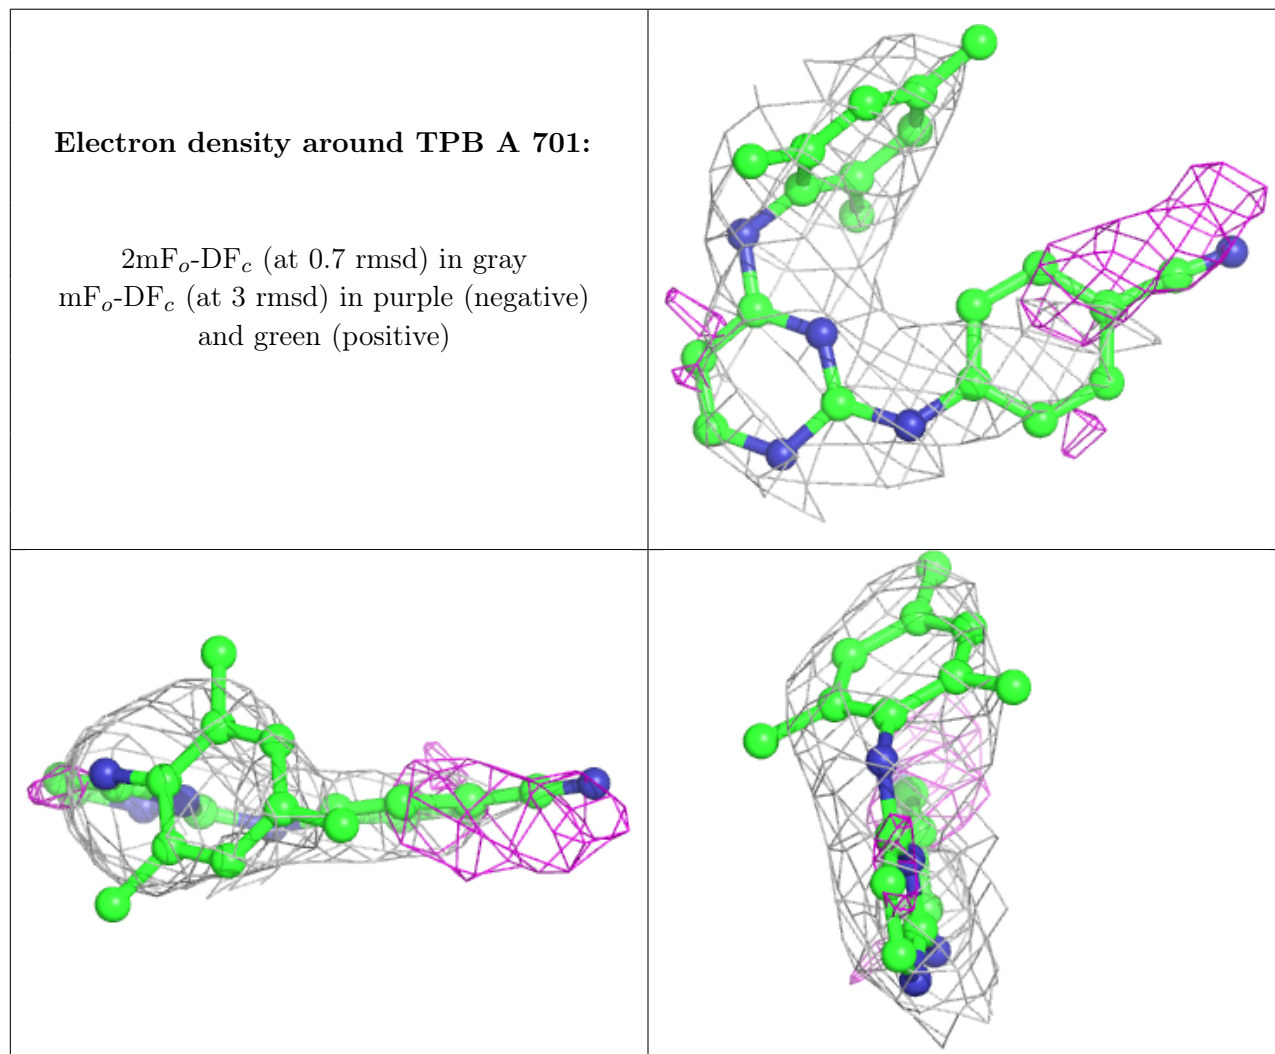 Electron density around TPB A 701:
2mFo-DFc (at 0.7 rmsd) in gray
mFo-DFc (at 3 rmsd) in purple (negative)
and green (positive)